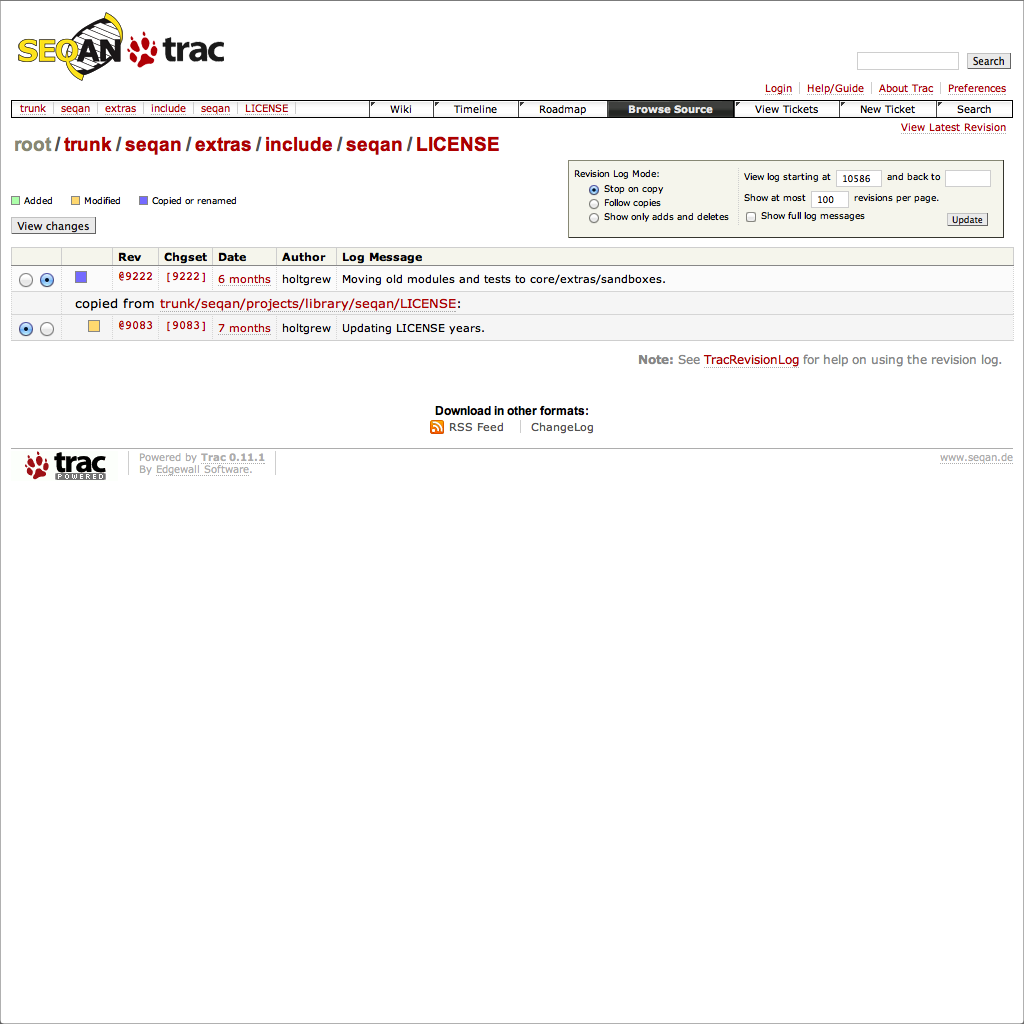 SEQAN trac
Search
Login Help/Guide About Trac Preferences
trunk seqan extras include seqan LICENSE Wiki Timeline Roadmap Browse Source View Tickets New Ticket Search
View Latest Revision
root / trunk / seqan / extras / include / seqan / LICENSE
Revision Log Mode:
Stop on copy
Follow copies
Show only adds and deletes
View log starting at 10586 and back to
Show at most 100 revisions per page.
Show full log messages
Update
Added Modified Copied or renamed
View changes
Rev Chgset Date Author Log Message
@9222 [9222] 6 months holtgrew Moving old modules and tests to core/extras/sandboxes.
copied from trunk/seqan/projects/library/seqan/LICENSE:
@9083 [9083] 7 months holtgrew Updating LICENSE years.
Note: See TracRevisionLog for help on using the revision log.
Download in other formats:
RSS Feed ChangeLog
trac
POWERED
Powered by Trac 0.11.1
By Edgewall Software.
www.seqan.de